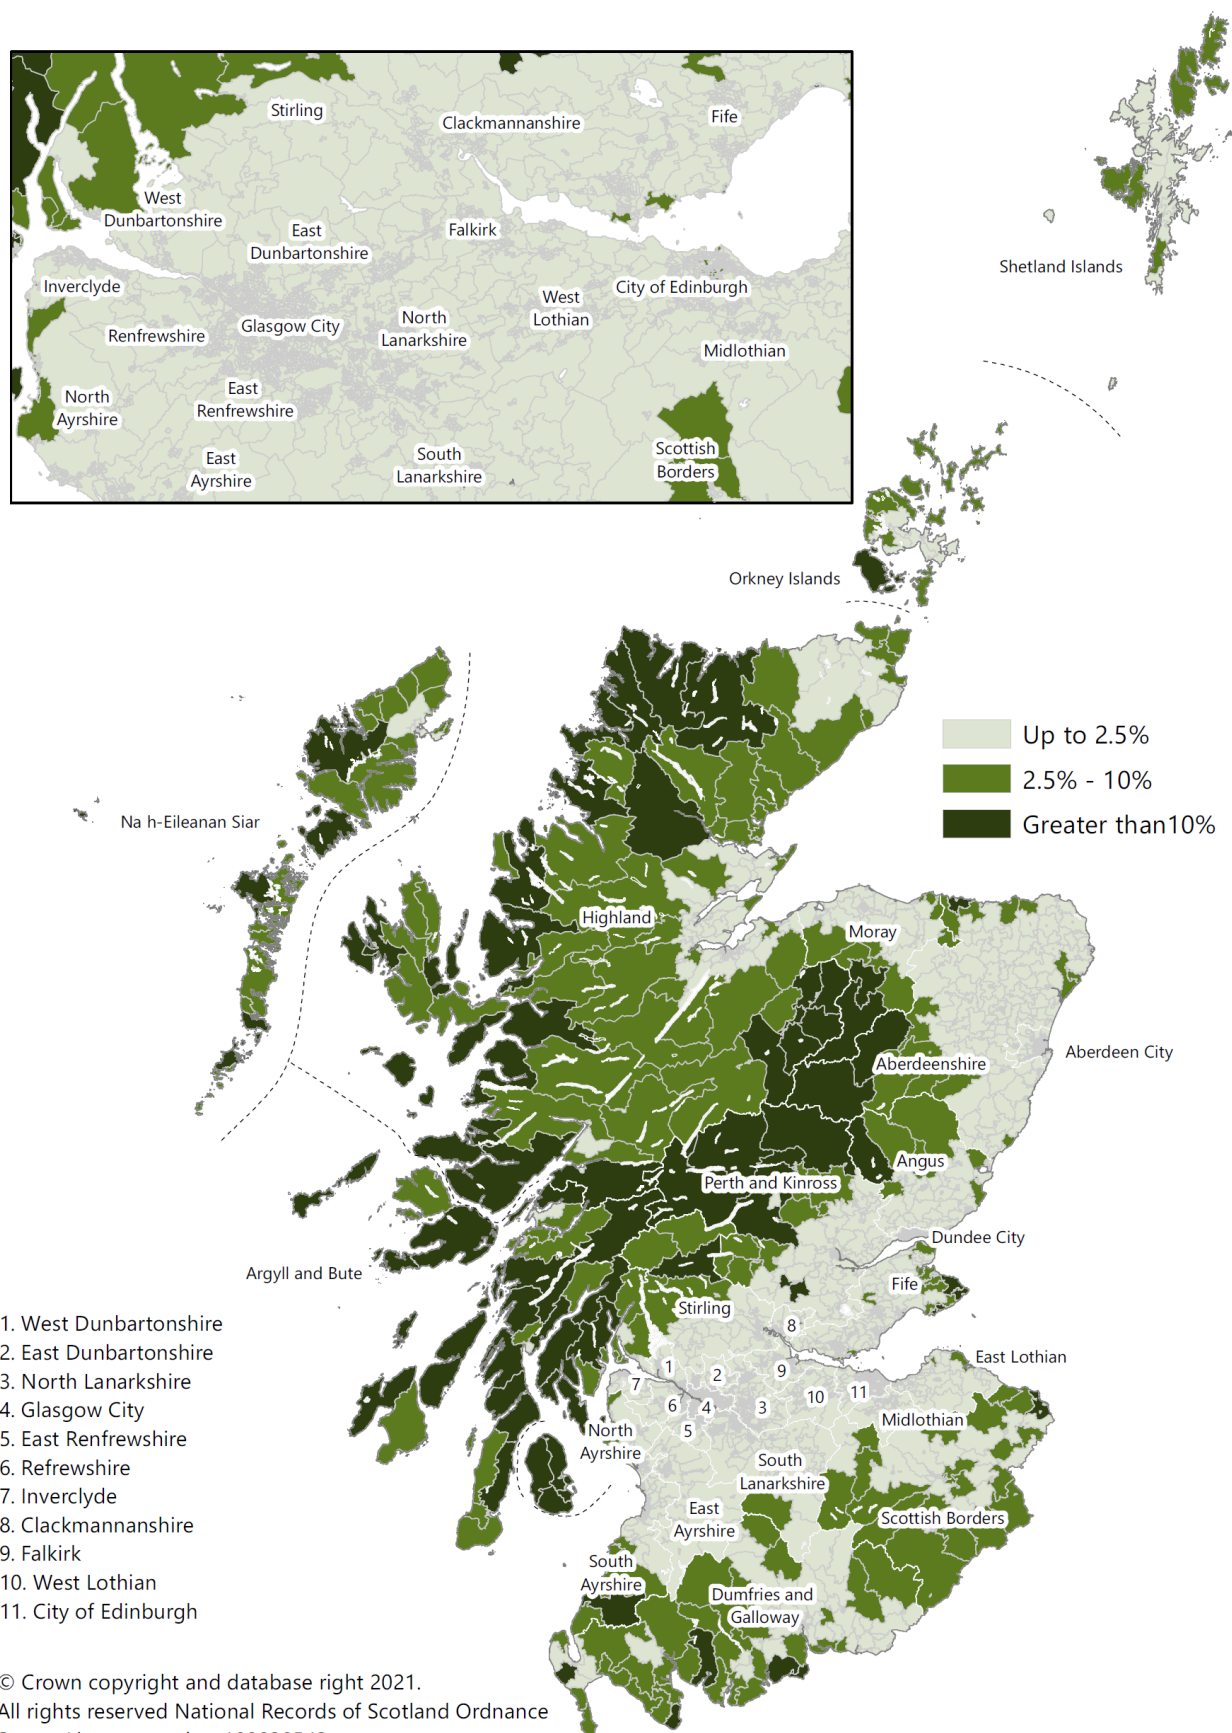 Stirling
Clackmannanshire
Fife
West
Dunbartonshire
East
Dunbartonshire
Falkirk
Inverclyde
City of Edinburgh
West
Lothian
Renfrewshire
Glasgow City
North
Lanarkshire
Midlothian
North
Ayrshire
East
Renfrewshire
East
Ayrshire
South
Lanarkshire
Scottish
Borders
Shetland Islands
Orkney Islands
Up to 2.5%
2.5% - 10%
Greater than10%
Na h-Eileanan Siar
Highland
Moray
Aberdeenshire
Aberdeen City
Angus
Perth and Kinross
Dundee City
Argyll and Bute
Fife
Stirling
8
East Lothian
1
2
9
7
6
4
3
10
11
5
Midlothian
North
Ayrshire
South
Lanarkshire
East
Ayrshire
Scottish Borders
South
Ayrshire
Dumfries and
Galloway
1. West Dunbartonshire
2. East Dunbartonshire
3. North Lanarkshire
4. Glasgow City
5. East Renfrewshire
6. Refrewshire
7. Inverclyde
8. Clackmannanshire
9. Falkirk
10. West Lothian
11. City of Edinburgh
© Crown copyright and database right 2021.
All rights reserved National Records of Scotland Ordnance